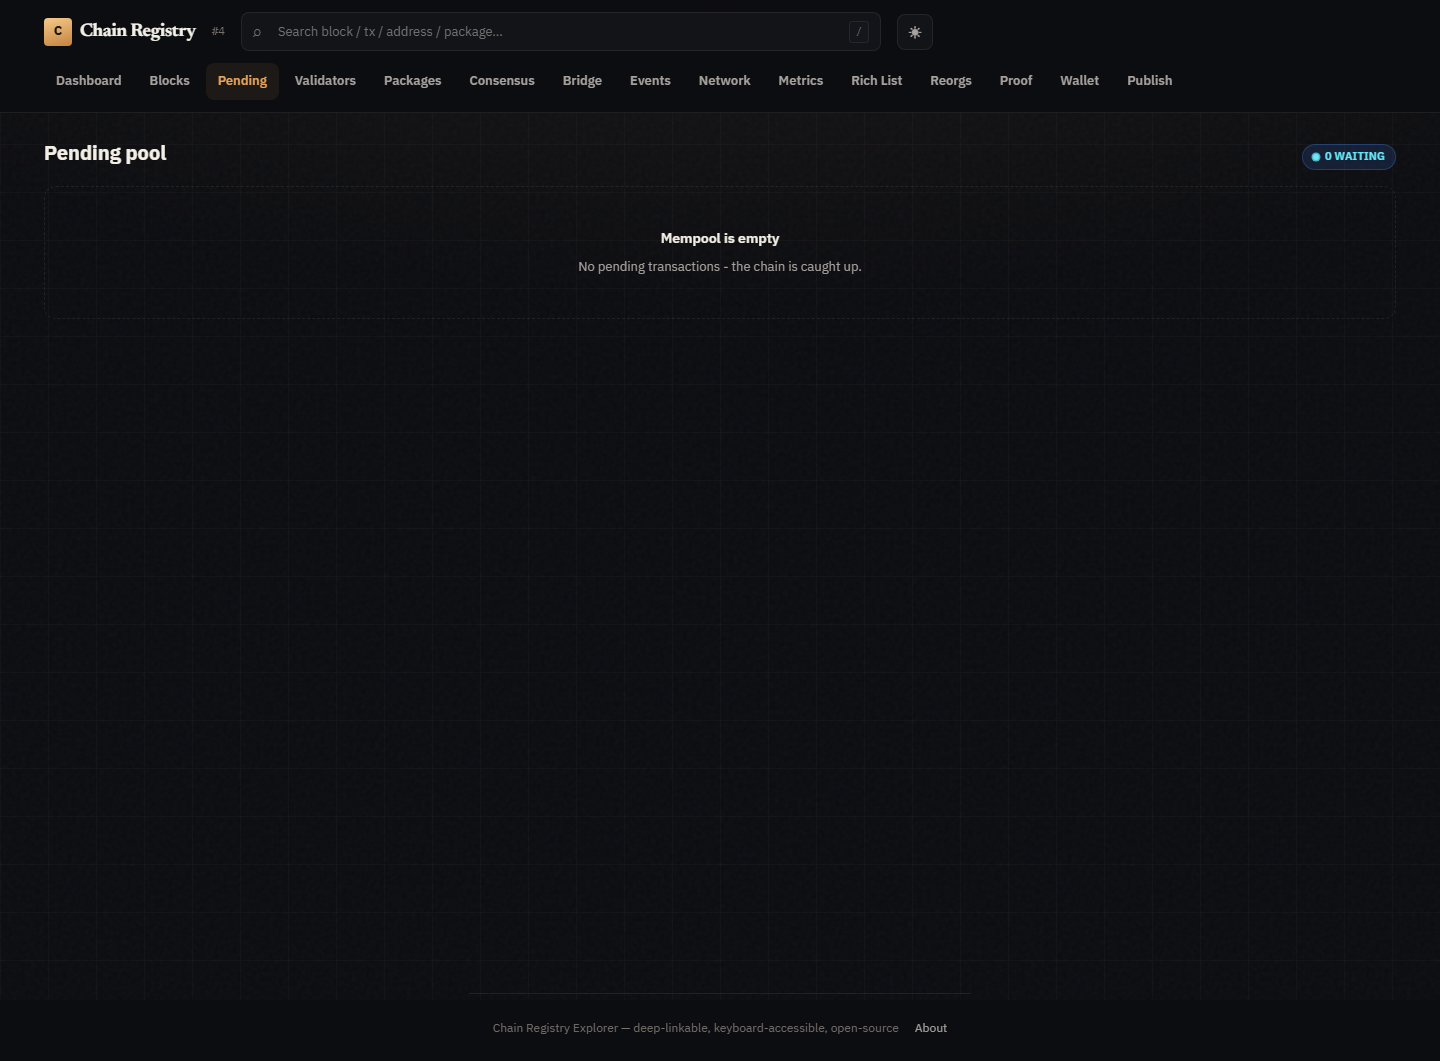 C Chain Registry #4 Search block / tx / address / package... /
Dashboard Blocks Pending Validators Packages Consensus Bridge Events Network Metrics Rich List Reorgs Proof Wallet Publish
Pending pool
0 WAITING
Mempool is empty
No pending transactions - the chain is caught up.
Chain Registry Explorer — deep-linkable, keyboard-accessible, open-source About